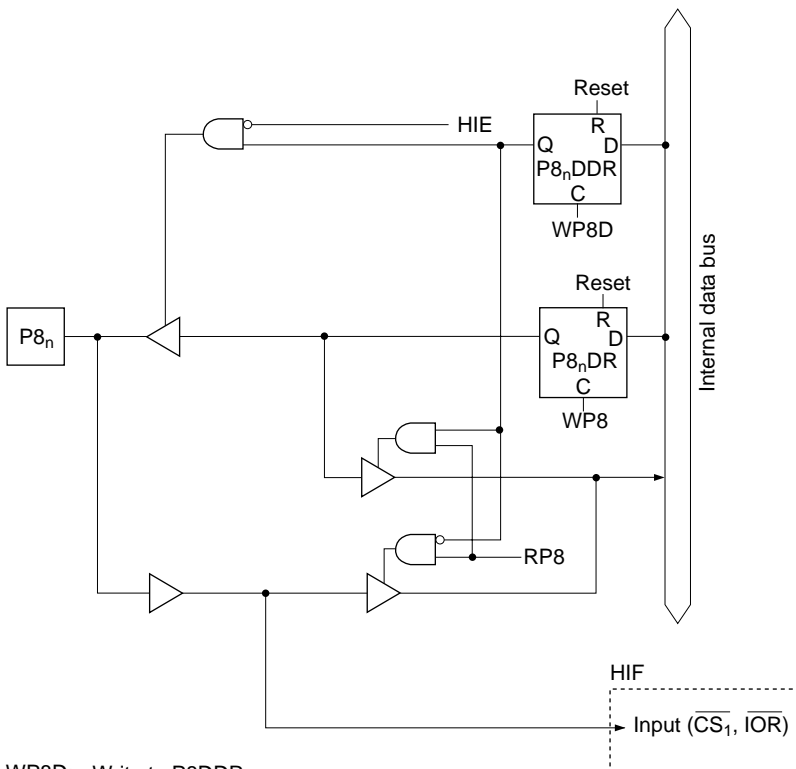 Reset
HIE
R
Q D
P8nDDR
C
WP8D
Internal data bus
Reset
R
P8n
Q D
P8nDR
C
WP8
RP8
HIF
Input (CS1, IOR)